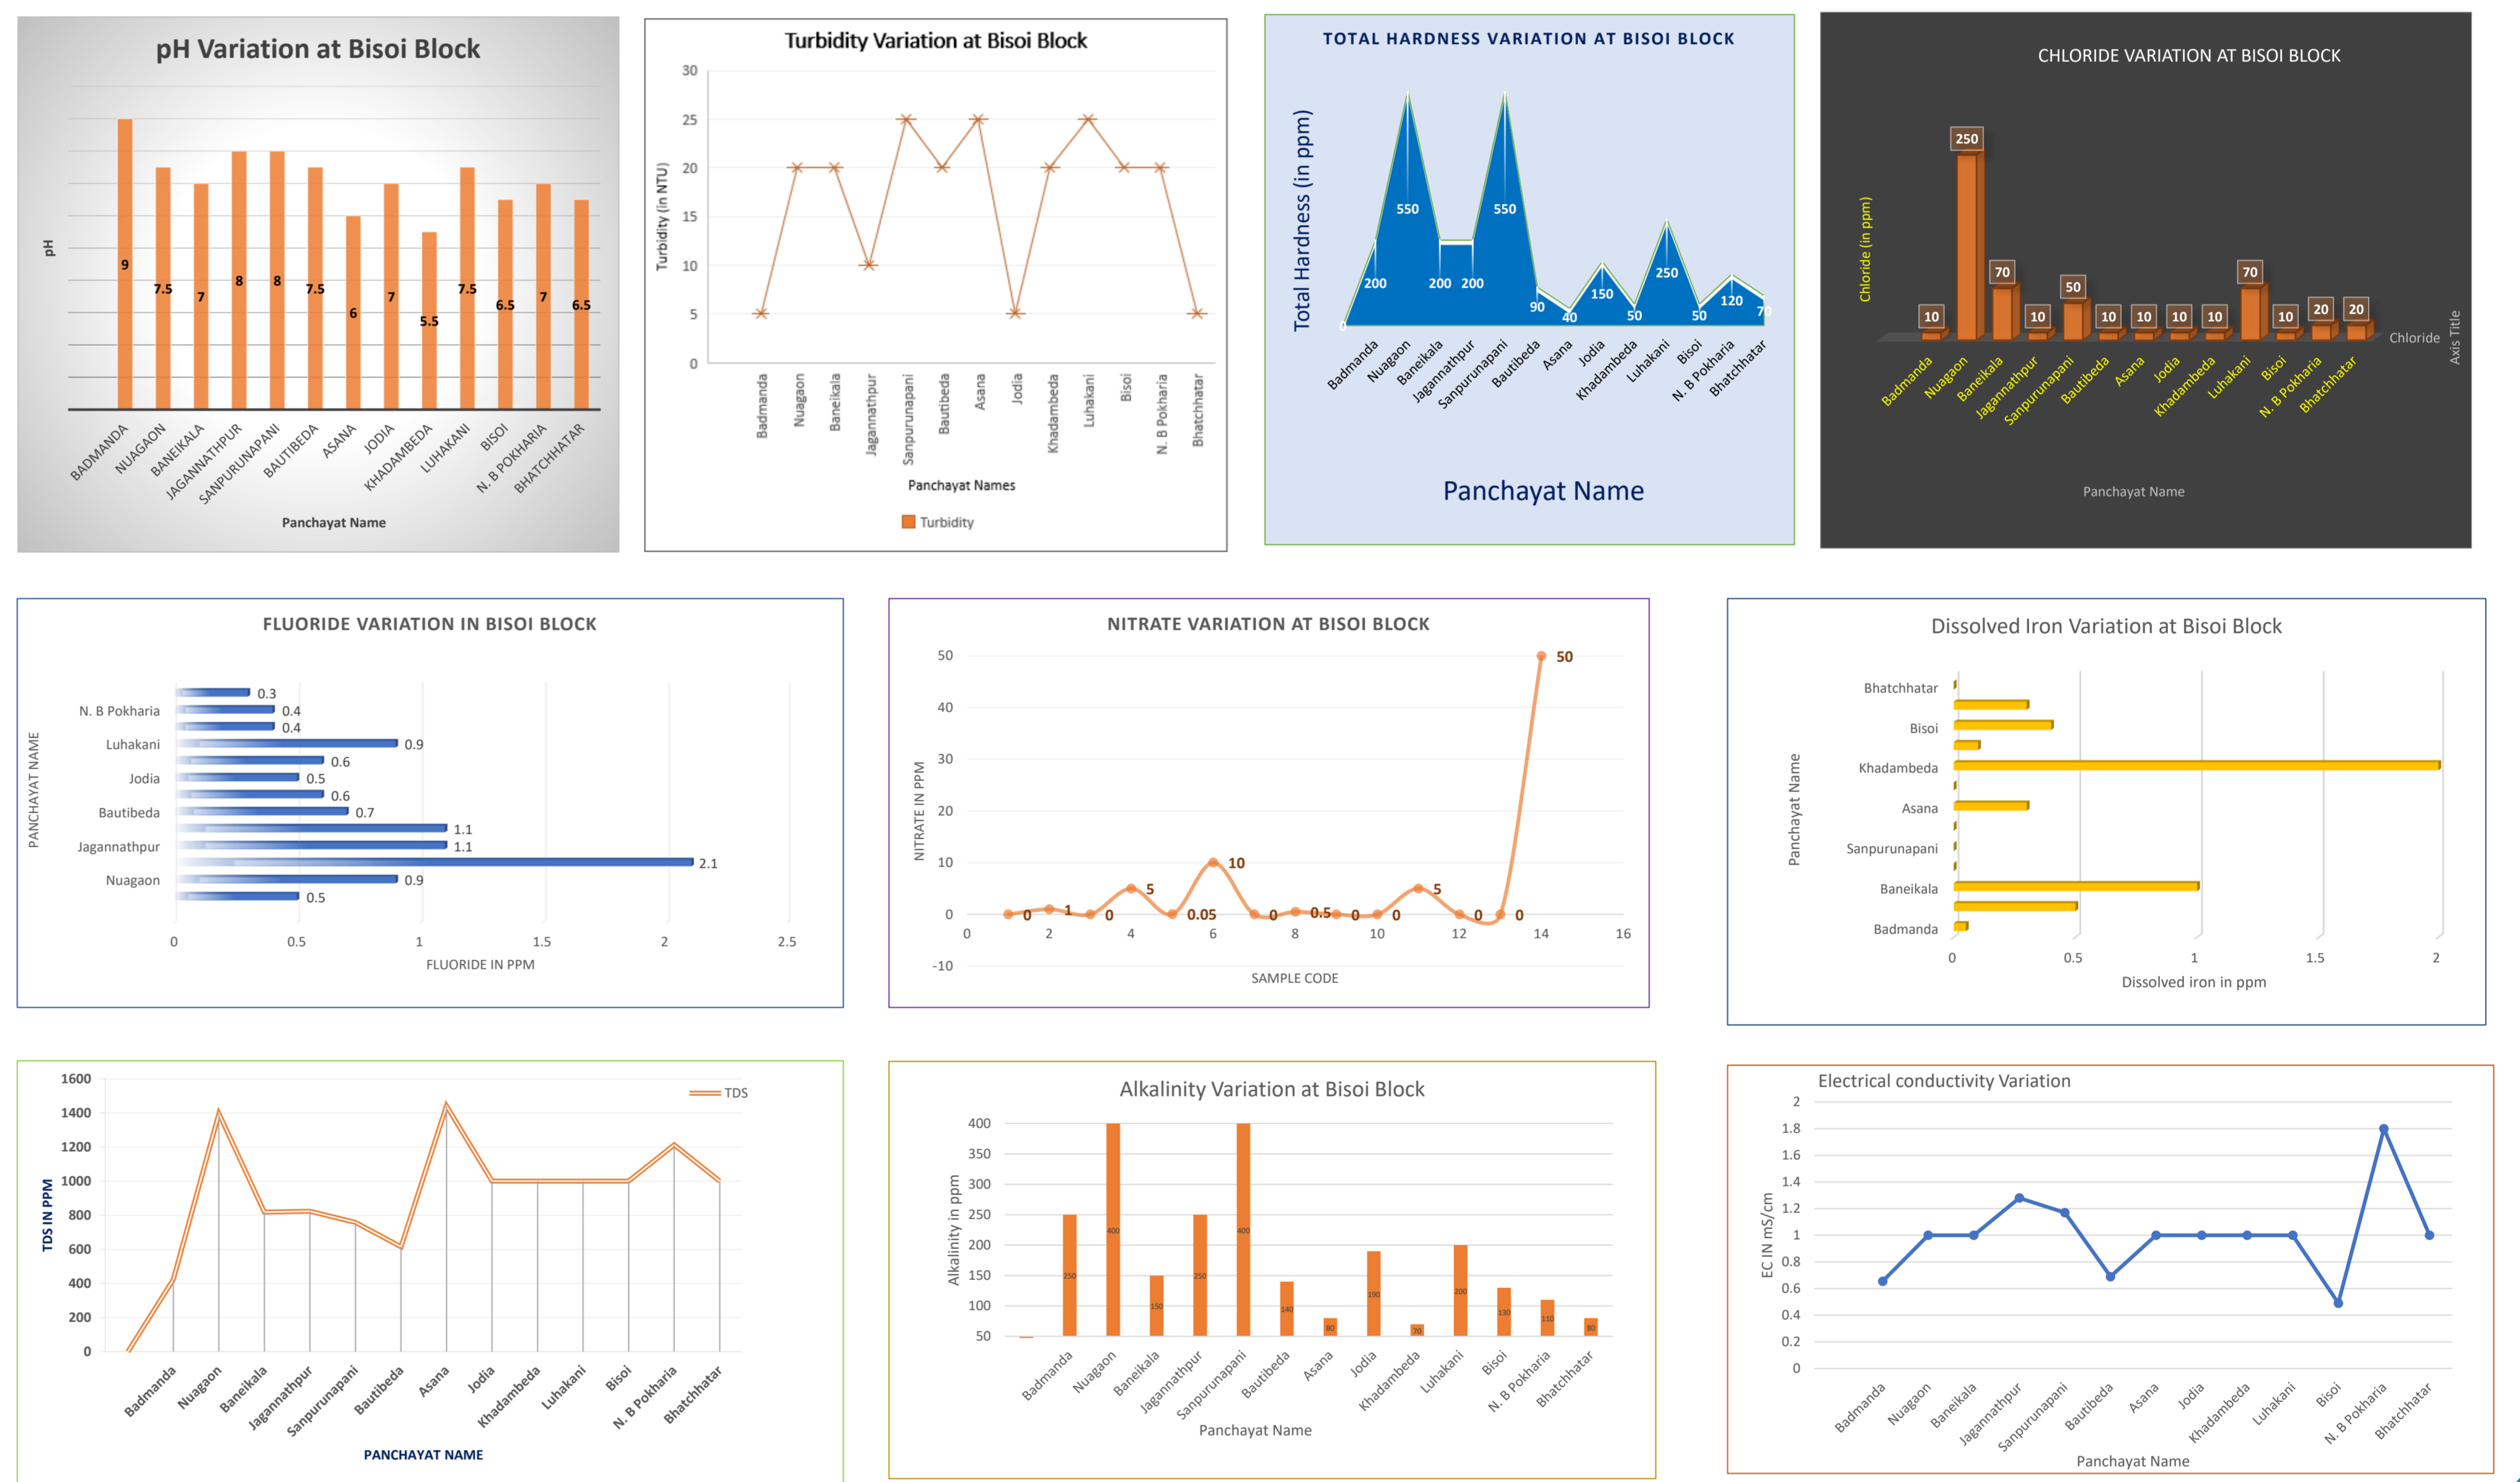 pH Variation at Bisoi Block
pH
9
7.5
7
8
8
7.5
6
7
5.5
7.5
6.5
7
6.5
BADMANDA
NUAGAON
BANEIKALA
JAGANNATHPUR
SANPURUNAPANI
BAUTIBEDA
ASANA
JODIA
KHADAMBEDA
LUHAKANI
BISOI
N. B POKHARIA
BHATCHHATAR
Panchayat Name
Turbidity Variation at Bisoi Block
Turbidity (in NTU)
30
25
20
15
10
5
0
Badmanda
Nuagaon
Baneikala
Jagannathpur
Sanpurunapani
Bautibeda
Asana
Jodia
Khadambeda
Luhakani
Bisoi
N. B Pokharia
Bhatchhatar
Panchayat Names
Turbidity
TOTAL HARDNESS VARIATION AT BISOI BLOCK
Total Hardness (in ppm)
0
200
550
200
200
550
90
40
150
50
250
50
120
70
Badmanda
Nuagaon
Baneikala
Jagannathpur
Sanpurunapani
Bautibeda
Asana
Jodia
Khadambeda
Luhakani
Bisoi
N. B Pokharia
Bhatchhatar
Panchayat Name
CHLORIDE VARIATION AT BISOI BLOCK
Chloride (in ppm)
10
250
70
10
50
10
10
10
10
70
10
20
20
Chloride
Axis Title
Badmanda
Nuagaon
Baneikala
Jagannathpur
Sanpurunapani
Bautibeda
Asana
Jodia
Khadambeda
Luhakani
Bisoi
N. B Pokharia
Bhatchhatar
Panchayat Name
FLUORIDE VARIATION IN BISOI BLOCK
PANCHAYAT NAME
0.3
N. B Pokharia 0.4
0.4
Luhakani 0.9
0.6
Jodia 0.5
0.6
Bautibeda 0.7
1.1
Jagannathpur 1.1
2.1
Nuagaon 0.9
0.5
0 0.5 1 1.5 2 2.5
FLUORIDE IN PPM
NITRATE VARIATION AT BISOI BLOCK
NITRATE IN PPM
50
40
30
20
10
0
-10
0
1
0
5
0.05
10
0
0.5
0
0
5
0
0
50
0 2 4 6 8 10 12 14 16
SAMPLE CODE
Dissolved Iron Variation at Bisoi Block
Panchayat Name
Bhatchhatar
Bisoi
Khadambeda
Asana
Sanpurunapani
Baneikala
Badmanda
0 0.5 1 1.5 2
Dissolved iron in ppm
TDS IN PPM
1600
1400
1200
1000
800
600
400
200
0
TDS
Badmanda
Nuagaon
Baneikala
Jagannathpur
Sanpurunapani
Bautibeda
Asana
Jodia
Khadambeda
Luhakani
Bisoi
N. B Pokharia
Bhatchhatar
PANCHAYAT NAME
Alkalinity Variation at Bisoi Block
Alkalinity in ppm
400
350
300
250
200
150
100
50
250
400
150
250
400
140
80
190
70
200
130
110
80
Badmanda
Nuagaon
Baneikala
Jagannathpur
Sanpurunapani
Bautibeda
Asana
Jodia
Khadambeda
Luhakani
Bisoi
N. B Pokharia
Bhatchhatar
Panchayat Name
Electrical conductivity Variation
EC IN mS/cm
2
1.8
1.6
1.4
1.2
1
0.8
0.6
0.4
0.2
0
Badmanda
Nuagaon
Baneikala
Jagannathpur
Sanpurunapani
Bautibeda
Asana
Jodia
Khadambeda
Luhakani
Bisoi
N. B Pokharia
Bhatchhatar
Panchayat Name